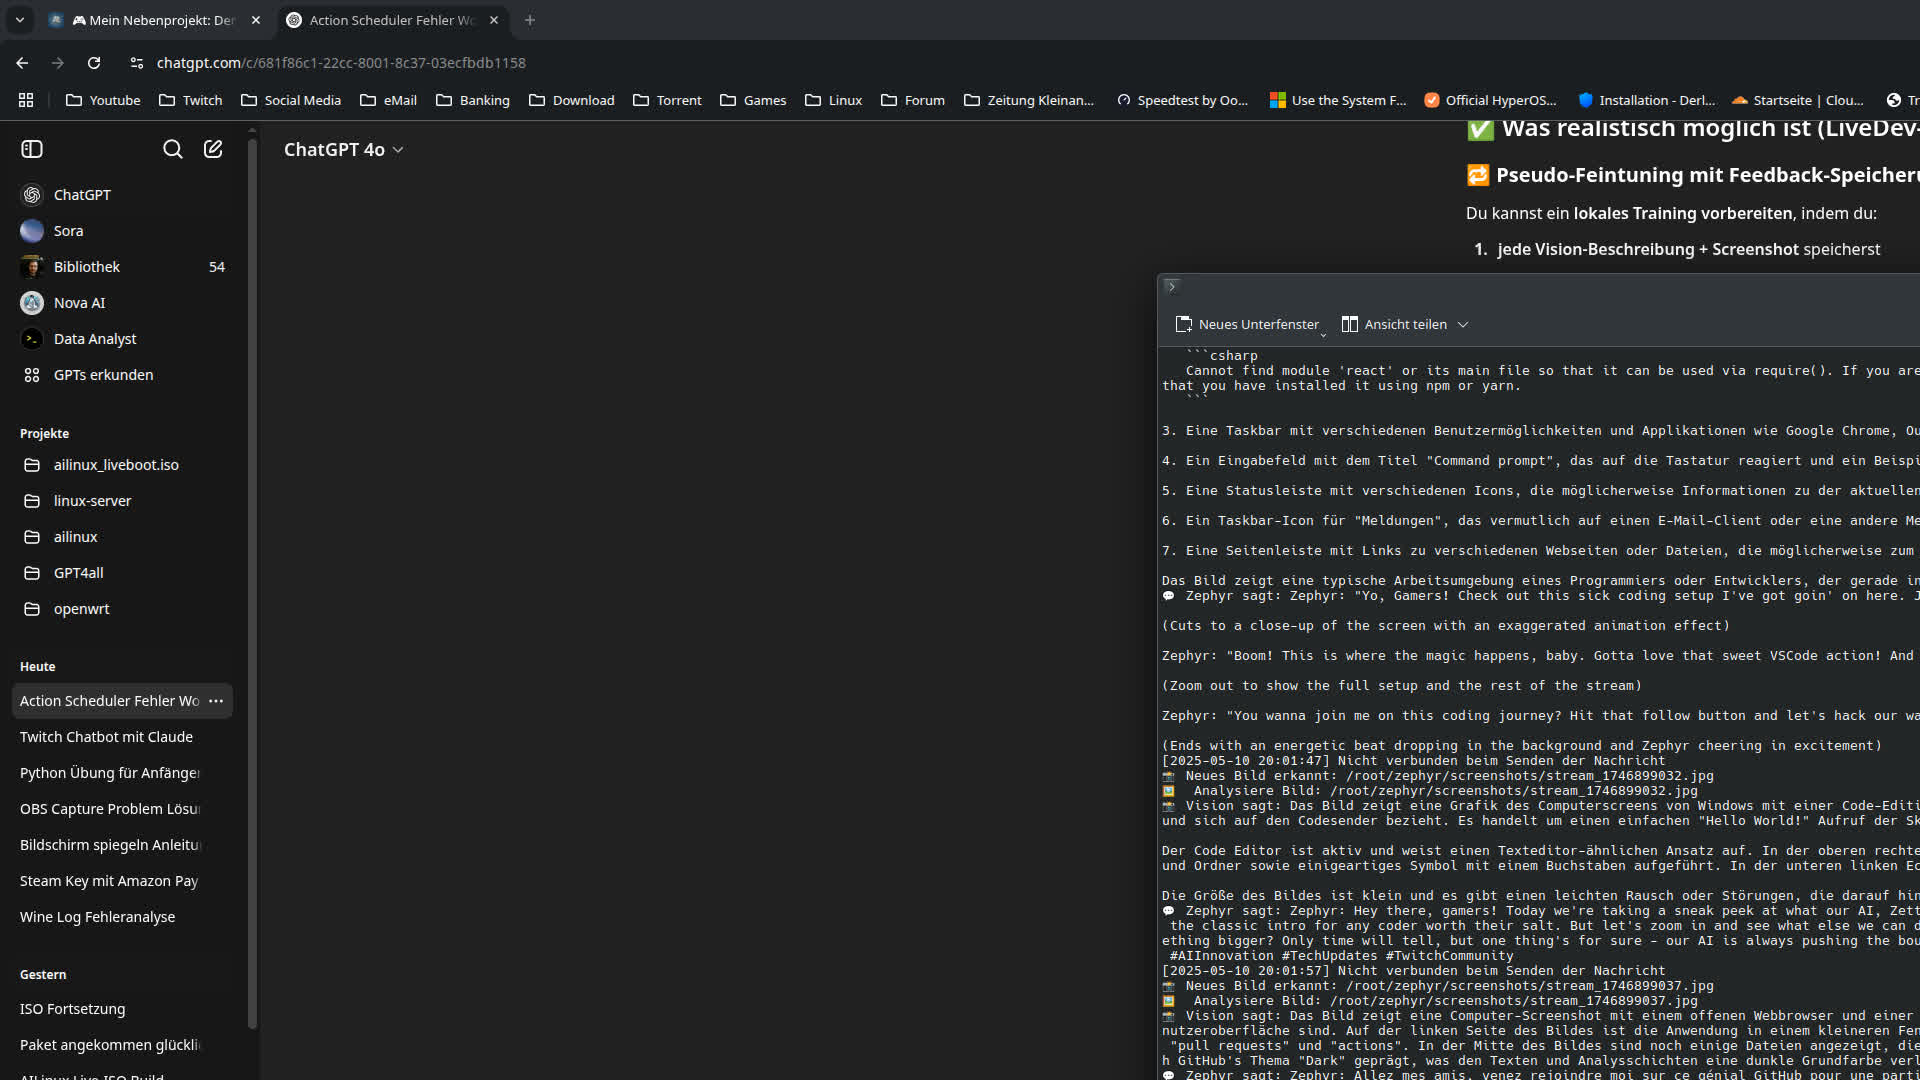 🎮 Mein Nebenprojekt: Der
Action Scheduler Fehler Wo
chatgpt.com/c/681f86c1-22cc-8001-8c37-03ecfbdb1158
Youtube
Twitch
Social Media
eMail
Banking
Download
Torrent
Games
Linux
Forum
Zeitung Kleinan...
Speedtest by Oo...
Use the System F...
Official HyperOS...
Installation - Derl...
Startseite | Clou...
ChatGPT
Sora
Bibliothek 54
Nova AI
Data Analyst
GPTs erkunden
Projekte
ailinux_liveboot.iso
linux-server
ailinux
GPT4all
openwrt
Heute
Action Scheduler Fehler Wo
Twitch Chatbot mit Claude
Python Übung für Anfänger
OBS Capture Problem Lösu
Bildschirm spiegeln Anleitu
Steam Key mit Amazon Pay
Wine Log Fehleranalyse
Gestern
ISO Fortsetzung
Paket angekommen glückli
AILinux Live ISO Build
ChatGPT 4o
✅ Was realistisch möglich ist (LiveDev-
🔁 Pseudo-Feintuning mit Feedback-Speicheru
Du kannst ein lokales Training vorbereiten, indem du:
1. jede Vision-Beschreibung + Screenshot speicherst
Neues Unterfenster
Ansicht teilen
```csharp
Cannot find module 'react' or its main file so that it can be used via require(). If you are
that you have installed it using npm or yarn.
```
3. Eine Taskbar mit verschiedenen Benutzermöglichkeiten und Applikationen wie Google Chrome, Ou
4. Ein Eingabefeld mit dem Titel "Command prompt", das auf die Tastatur reagiert und ein Beispi
5. Eine Statusleiste mit verschiedenen Icons, die möglicherweise Informationen zu der aktuellen
6. Ein Taskbar-Icon für "Meldungen", das vermutlich auf einen E-Mail-Client oder eine andere Me
7. Eine Seitenleiste mit Links zu verschiedenen Webseiten oder Dateien, die möglicherweise zum
Das Bild zeigt eine typische Arbeitsumgebung eines Programmiers oder Entwicklers, der gerade in
💬 Zephyr sagt: Zephyr: "Yo, Gamers! Check out this sick coding setup I've got goin' on here. J
(Cuts to a close-up of the screen with an exaggerated animation effect)
Zephyr: "Boom! This is where the magic happens, baby. Gotta love that sweet VSCode action! And
(Zoom out to show the full setup and the rest of the stream)
Zephyr: "You wanna join me on this coding journey? Hit that follow button and let's hack our wa
(Ends with an energetic beat dropping in the background and Zephyr cheering in excitement)
[2025-05-10 20:01:47] Nicht verbunden beim Senden der Nachricht
📸 Neues Bild erkannt: /root/zephyr/screenshots/stream_1746899032.jpg
🖼️ Analysiere Bild: /root/zephyr/screenshots/stream_1746899032.jpg
📸 Vision sagt: Das Bild zeigt eine Grafik des Computerscreens von Windows mit einer Code-Editi
und sich auf den Codesender bezieht. Es handelt um einen einfachen "Hello World!" Aufruf der Sk
Der Code Editor ist aktiv und weist einen Texteditor-ähnlichen Ansatz auf. In der oberen rechte
und Ordner sowie einigeartiges Symbol mit einem Buchstaben aufgeführt. In der unteren linken Ec
Die Größe des Bildes ist klein und es gibt einen leichten Rausch oder Störungen, die darauf hin
💬 Zephyr sagt: Zephyr: Hey there, gamers! Today we're taking a sneak peek at what our AI, Zett
the classic intro for any coder worth their salt. But let's zoom in and see what else we can d
ething bigger? Only time will tell, but one thing's for sure - our AI is always pushing the bou
#AIInnovation #TechUpdates #TwitchCommunity
[2025-05-10 20:01:57] Nicht verbunden beim Senden der Nachricht
📸 Neues Bild erkannt: /root/zephyr/screenshots/stream_1746899037.jpg
🖼️ Analysiere Bild: /root/zephyr/screenshots/stream_1746899037.jpg
📸 Vision sagt: Das Bild zeigt eine Computer-Screenshot mit einem offenen Webbrowser und einer
nutzeroberfläche sind. Auf der linken Seite des Bildes ist die Anwendung in einem kleineren Fen
"pull requests" und "actions". In der Mitte des Bildes sind noch einige Dateien angezeigt, die
h GitHub's Thema "Dark" geprägt, was den Texten und Analysschichten eine dunkle Grundfarbe verl
💬 Zephyr sagt: Zephyr: Allez mes amis, venez rejoindre moi sur ce génial GitHub pour une parti